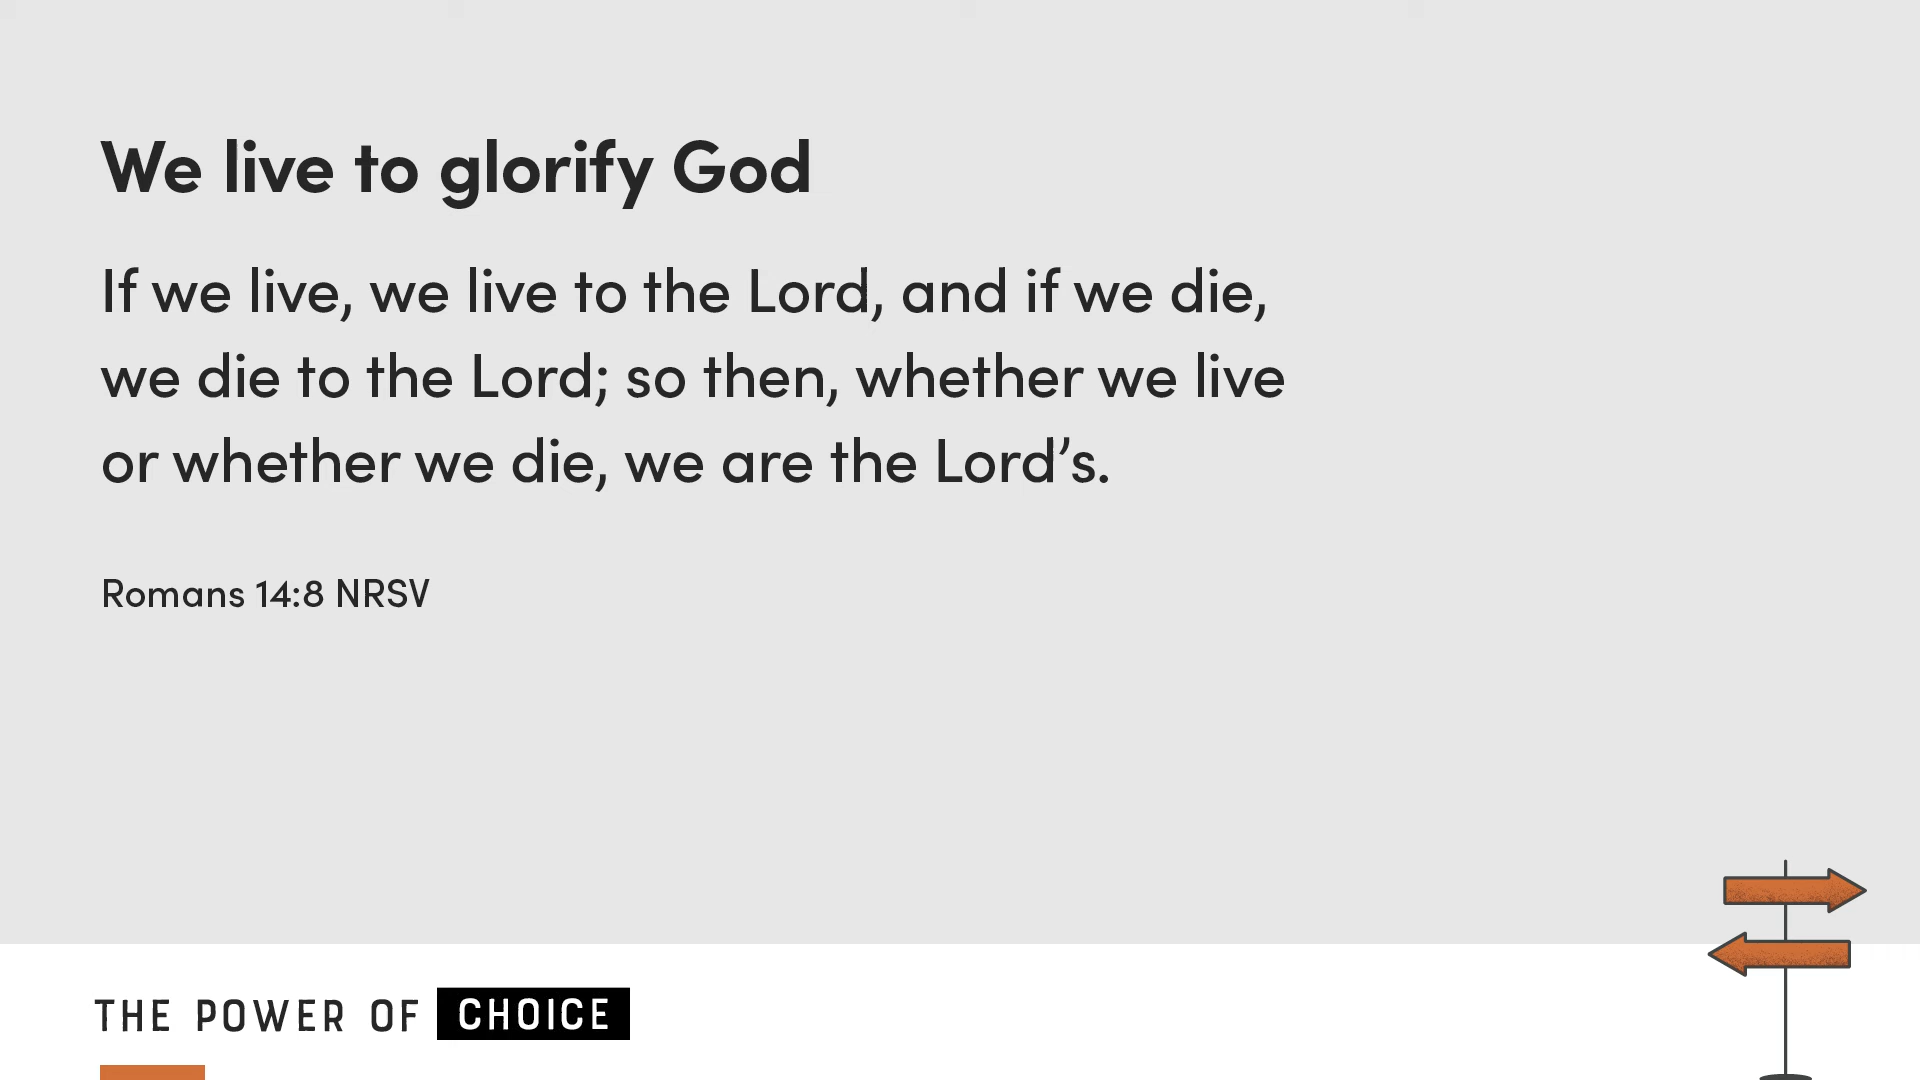 We live to glorify God
If we live, we live to the Lord, and if we die,
we die to the Lord; so then, whether we live
or whether we die, we are the Lord’s.
Romans 14:8 NRSV
THE POWER OF CHOICE